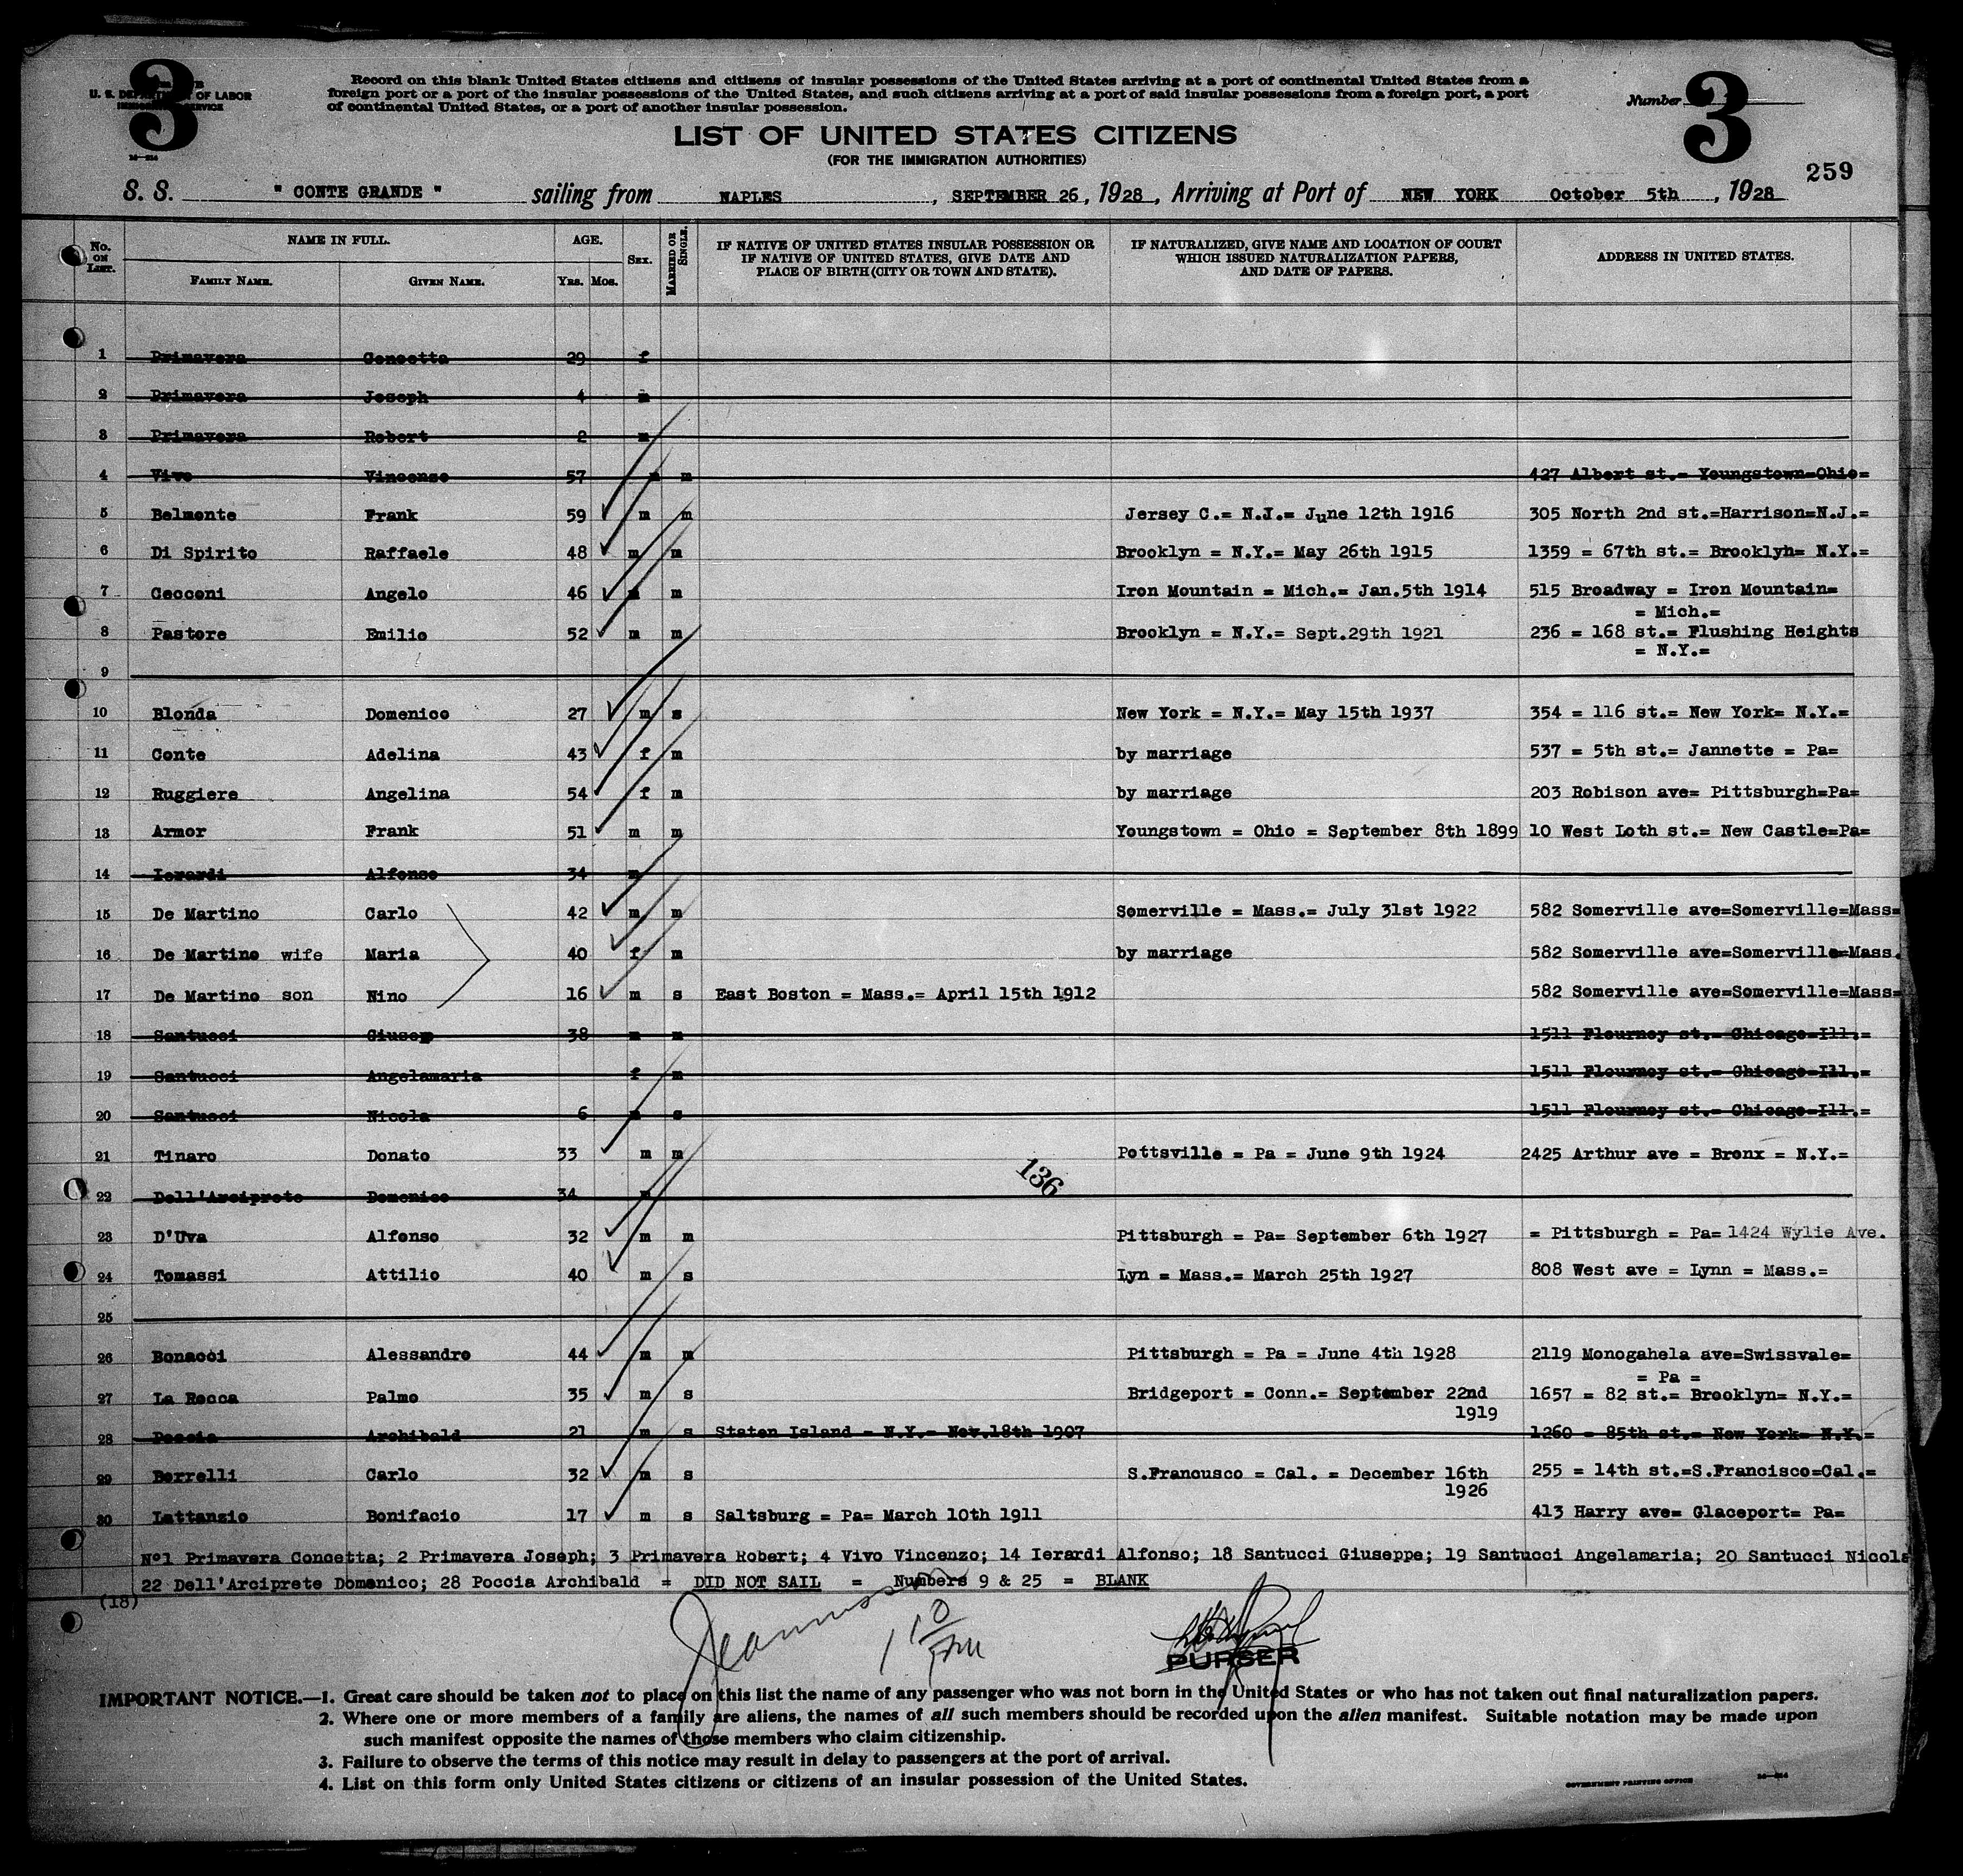 3
U. S. DEPARTMENT OF LABOR
IMMIGRATION SERVICE
Record on this blank United States citizens and citizens of insular possessions of the United States arriving at a port of continental United States from a
foreign port or a port of the insular possessions of the United States, and such citizens arriving at a port of said insular possessions from a foreign port, a port
of continental United States, or a port of another insular possession.
Number 3
LIST OF UNITED STATES CITIZENS
(FOR THE IMMIGRATION AUTHORITIES)
259
S. S. " CONTE GRANDE " sailing from NAPLES, SEPTEMBER 26, 1928, Arriving at Port of NEW YORK October 5th, 1928
No. ON LIST. NAME IN FULL. AGE. SEX. MARRIED OR SINGLE. IF NATIVE OF UNITED STATES INSULAR POSSESSION OR IF NATIVE OF UNITED STATES, GIVE DATE AND PLACE OF BIRTH (CITY OR TOWN AND STATE). IF NATURALIZED, GIVE NAME AND LOCATION OF COURT WHICH ISSUED NATURALIZATION PAPERS, AND DATE OF PAPERS. ADDRESS IN UNITED STATES.
FAMILY NAME. GIVEN NAME. YRS. MOS.
1 Primavera Concetta 29 f
2 Primavera Joseph 4 m
3 Primavera Robert 2 m
4 Vivo Vincenso 57 m m 427 Albert st.= Youngstown=Ohio=
5 Belmonte Frank 59 m m Jersey C.= N.J.= June 12th 1916 305 North 2nd st.=Harrison=N.J.=
6 Di Spirito Raffaele 48 m m Brooklyn = N.Y.= May 26th 1915 1359 = 67th st.= Brooklyn= N.Y.=
7 Cecconi Angelo 46 m m Iron Mountain = Mich.= Jan.5th 1914 515 Broadway = Iron Mountain=
= Mich.=
8 Pastore Emilio 52 m m Brooklyn = N.Y.= Sept.29th 1921 236 = 168 st.= Flushing Heights
= N.Y.=
9
10 Blonda Domenico 27 m s New York = N.Y.= May 15th 1937 354 = 116 st.= New York= N.Y.=
11 Conte Adelina 43 f m by marriage 537 = 5th st.= Jannette = Pa=
12 Ruggiere Angelina 54 f m by marriage 203 Robison ave= Pittsburgh=Pa=
13 Armor Frank 51 m m Youngstown = Ohio = September 8th 1899 10 West Loth st.= New Castle=Pa=
14 Ierardi Alfonso 34 m
15 De Martino Carlo 42 m m Somerville = Mass.= July 31st 1922 582 Somerville ave=Somerville=Mass=
16 De Martino wife Maria 40 f m by marriage 582 Somerville ave=Somerville=Mass.
17 De Martino son Nino 16 m s East Boston = Mass.= April 15th 1912 582 Somerville ave=Somerville=Mass=
18 Santucci Giusep 38 m m 1511 Flournoy st.= Chicago=Ill.=
19 Santucci Angelamaria f m 1511 Flournoy st.= Chicago=Ill.=
20 Santucci Nicola 6 m s 1511 Flournoy st.= Chicago=Ill.=
21 Tinaro Donato 33 m m Pottsville = Pa = June 9th 1924 2425 Arthur ave = Bronx = N.Y.=
136
22 Dell'Arciprete Domenico 34 m
23 D'Uva Alfonso 32 m m Pittsburgh = Pa= September 6th 1927 = Pittsburgh = Pa= 1424 Wylie Ave.
24 Tomassi Attilio 40 m s Lyn = Mass.= March 25th 1927 808 West ave = Lynn = Mass.=
25
26 Bonacci Alessandro 44 m m Pittsburgh = Pa = June 4th 1928 2119 Monogahela ave=Swissvale=
= Pa =
27 La Rocca Palmo 35 m s Bridgeport = Conn.= September 22nd 1657 = 82 st.= Brooklyn= N.Y.=
1919
28 Poccia Archibald 21 m s Staten Island = N.Y.= Nov.18th 1907 1260 = 85th st.= New York= N.Y.=
29 Borrelli Carlo 32 m s S.Francusco = Cal. = December 16th 255 = 14th st.=S.Francisco=Cal.=
1926
30 Lattanzio Bonifacio 17 m s Saltsburg = Pa= March 10th 1911 413 Harry ave= Glaceport= Pa=
N°1 Primavera Concetta; 2 Primavera Joseph; 3 Primavera Robert; 4 Vivo Vincenzo; 14 Ierardi Alfonso; 18 Santucci Giuseppe; 19 Santucci Angelamaria; 20 Santucci Nicola
22 Dell'Arciprete Domenico; 28 Poccia Archibald = DID NOT SAIL = Numbers 9 & 25 = BLANK
(18)
PURSER
IMPORTANT NOTICE.—1. Great care should be taken not to place on this list the name of any passenger who was not born in the United States or who has not taken out final naturalization papers.
2. Where one or more members of a family are aliens, the names of all such members should be recorded upon the alien manifest. Suitable notation may be made upon
such manifest opposite the names of those members who claim citizenship.
3. Failure to observe the terms of this notice may result in delay to passengers at the port of arrival.
4. List on this form only United States citizens or citizens of an insular possession of the United States.
GOVERNMENT PRINTING OFFICE